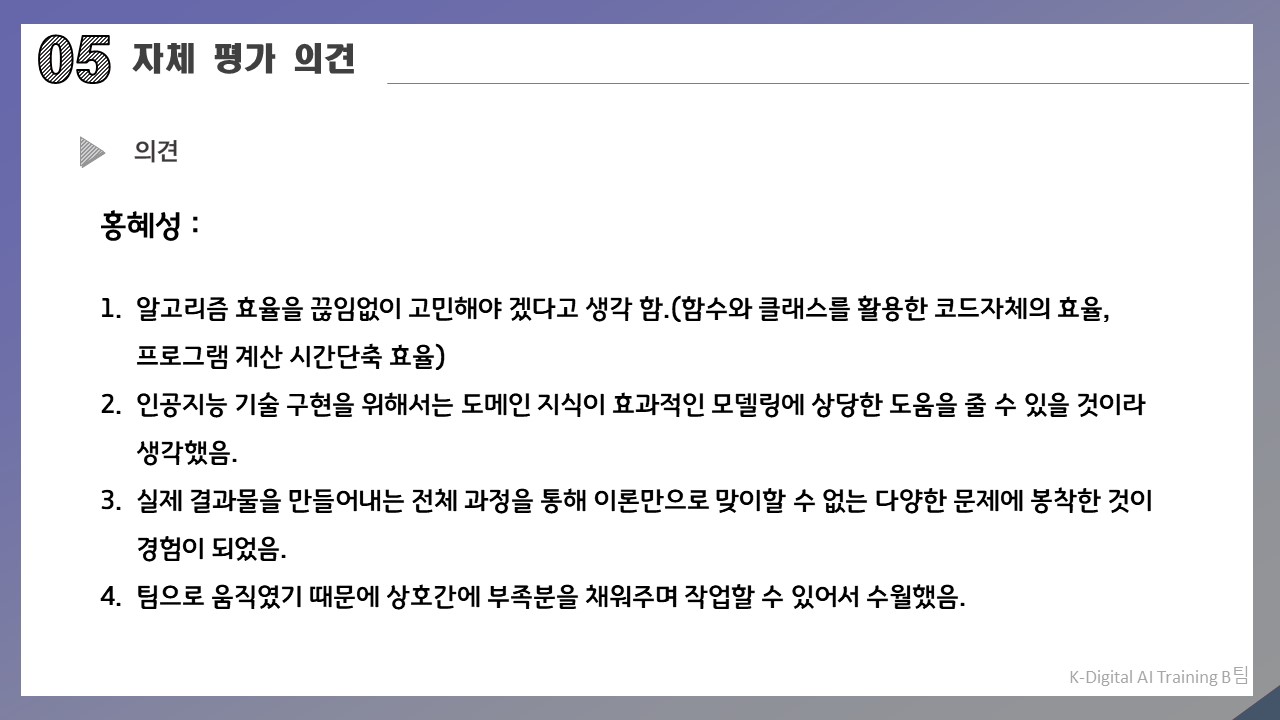 05 자체 평가 의견
의견
홍혜성 :
1. 알고리즘 효율을 끊임없이 고민해야 겠다고 생각 함.(함수와 클래스를 활용한 코드자체의 효율,
프로그램 계산 시간단축 효율)
2. 인공지능 기술 구현을 위해서는 도메인 지식이 효과적인 모델링에 상당한 도움을 줄 수 있을 것이라
생각했음.
3. 실제 결과물을 만들어내는 전체 과정을 통해 이론만으로 맞이할 수 없는 다양한 문제에 봉착한 것이
경험이 되었음.
4. 팀으로 움직였기 때문에 상호간에 부족분을 채워주며 작업할 수 있어서 수월했음.
K-Digital AI Training B팀